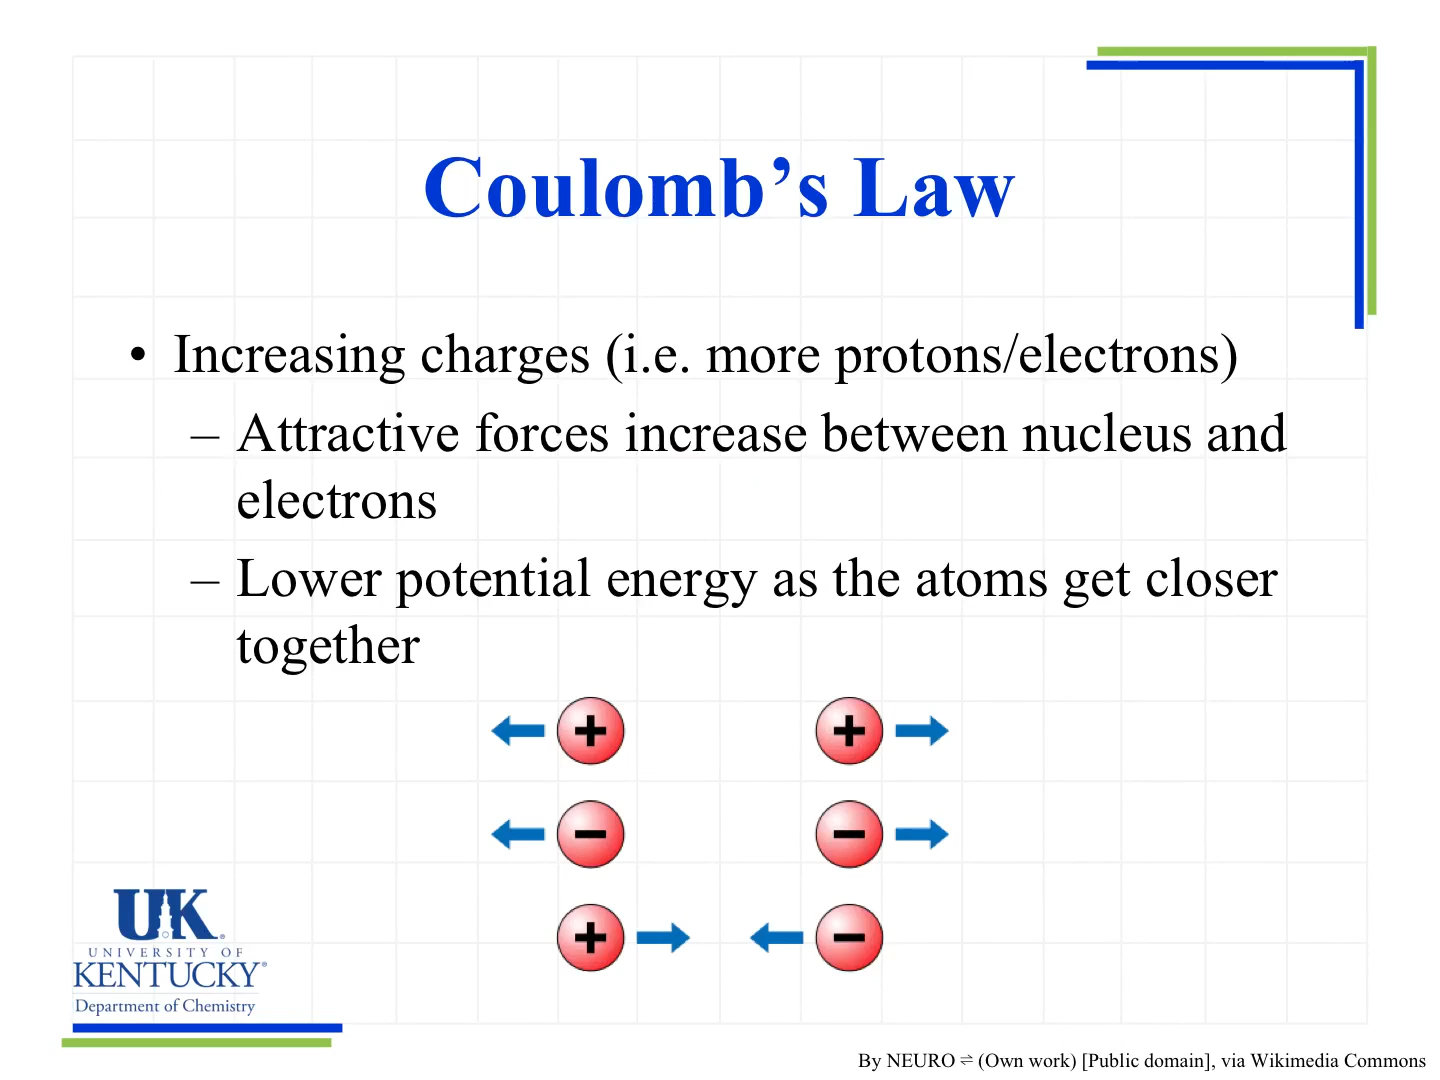 Coulomb’s Law
• Increasing charges (i.e. more protons/electrons)
– Attractive forces increase between nucleus and
electrons
– Lower potential energy as the atoms get closer
together
+ +
− −
+ −
UK
UNIVERSITY OF
KENTUCKY®
Department of Chemistry
By NEURO ⇌ (Own work) [Public domain], via Wikimedia Commons